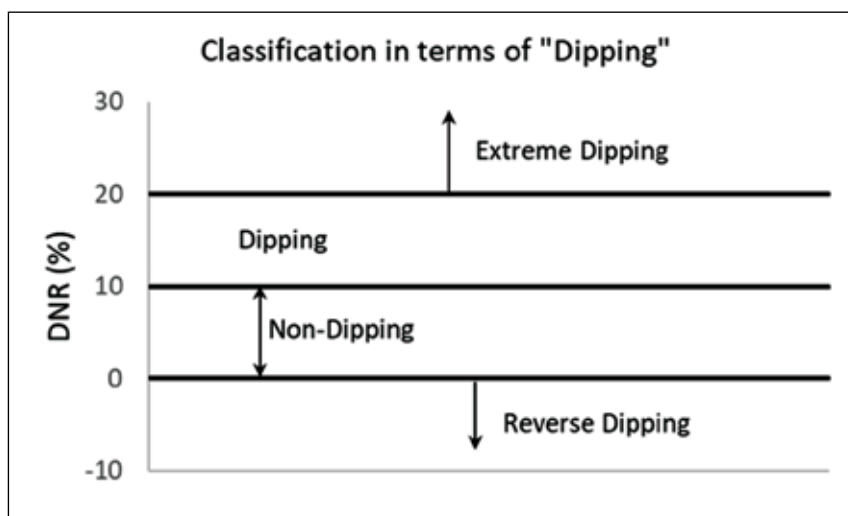 Classification in terms of "Dipping"
30
Extreme Dipping
20
Dipping
DNR (%)
10
Non-Dipping
0
Reverse Dipping
-10